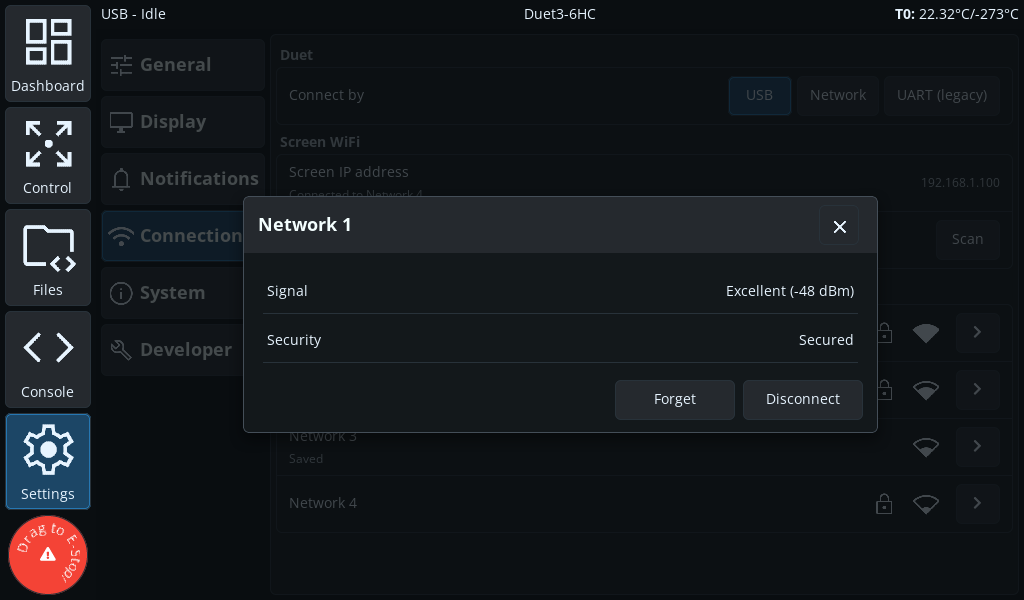 USB - Idle
Duet3-6HC
T0: 22.32°C/-273°C
Dashboard
Control
Files
Console
Settings
Drag to E-Stop!
General
Display
Notifications
Connection
System
Developer
Duet
Connect by
USB
Network
UART (legacy)
Screen WiFi
Screen IP address
Connected to Network 4
192.168.1.100
Scan
Network 1
Signal
Excellent (-48 dBm)
Security
Secured
Forget
Disconnect
Network 3
Saved
Network 4